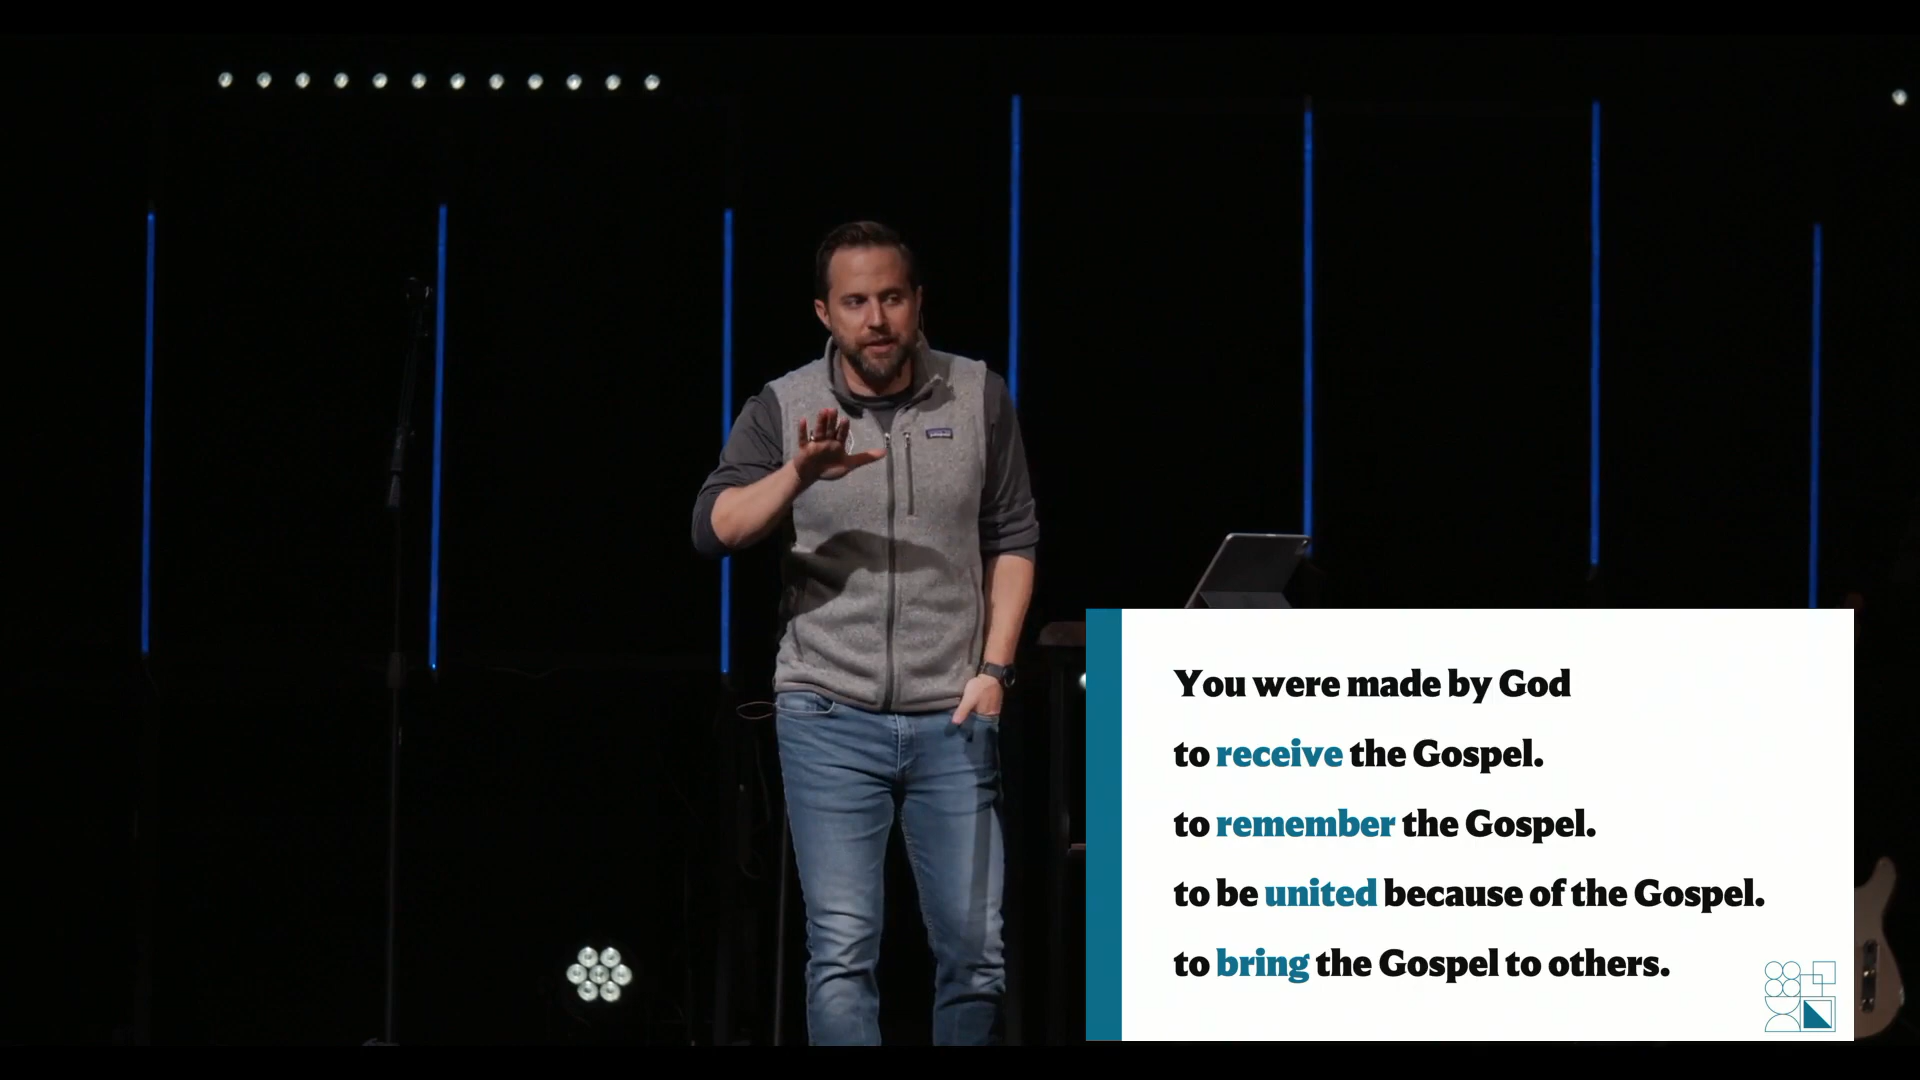 You were made by God
to receive the Gospel.
to remember the Gospel.
to be united because of the Gospel.
to bring the Gospel to others.